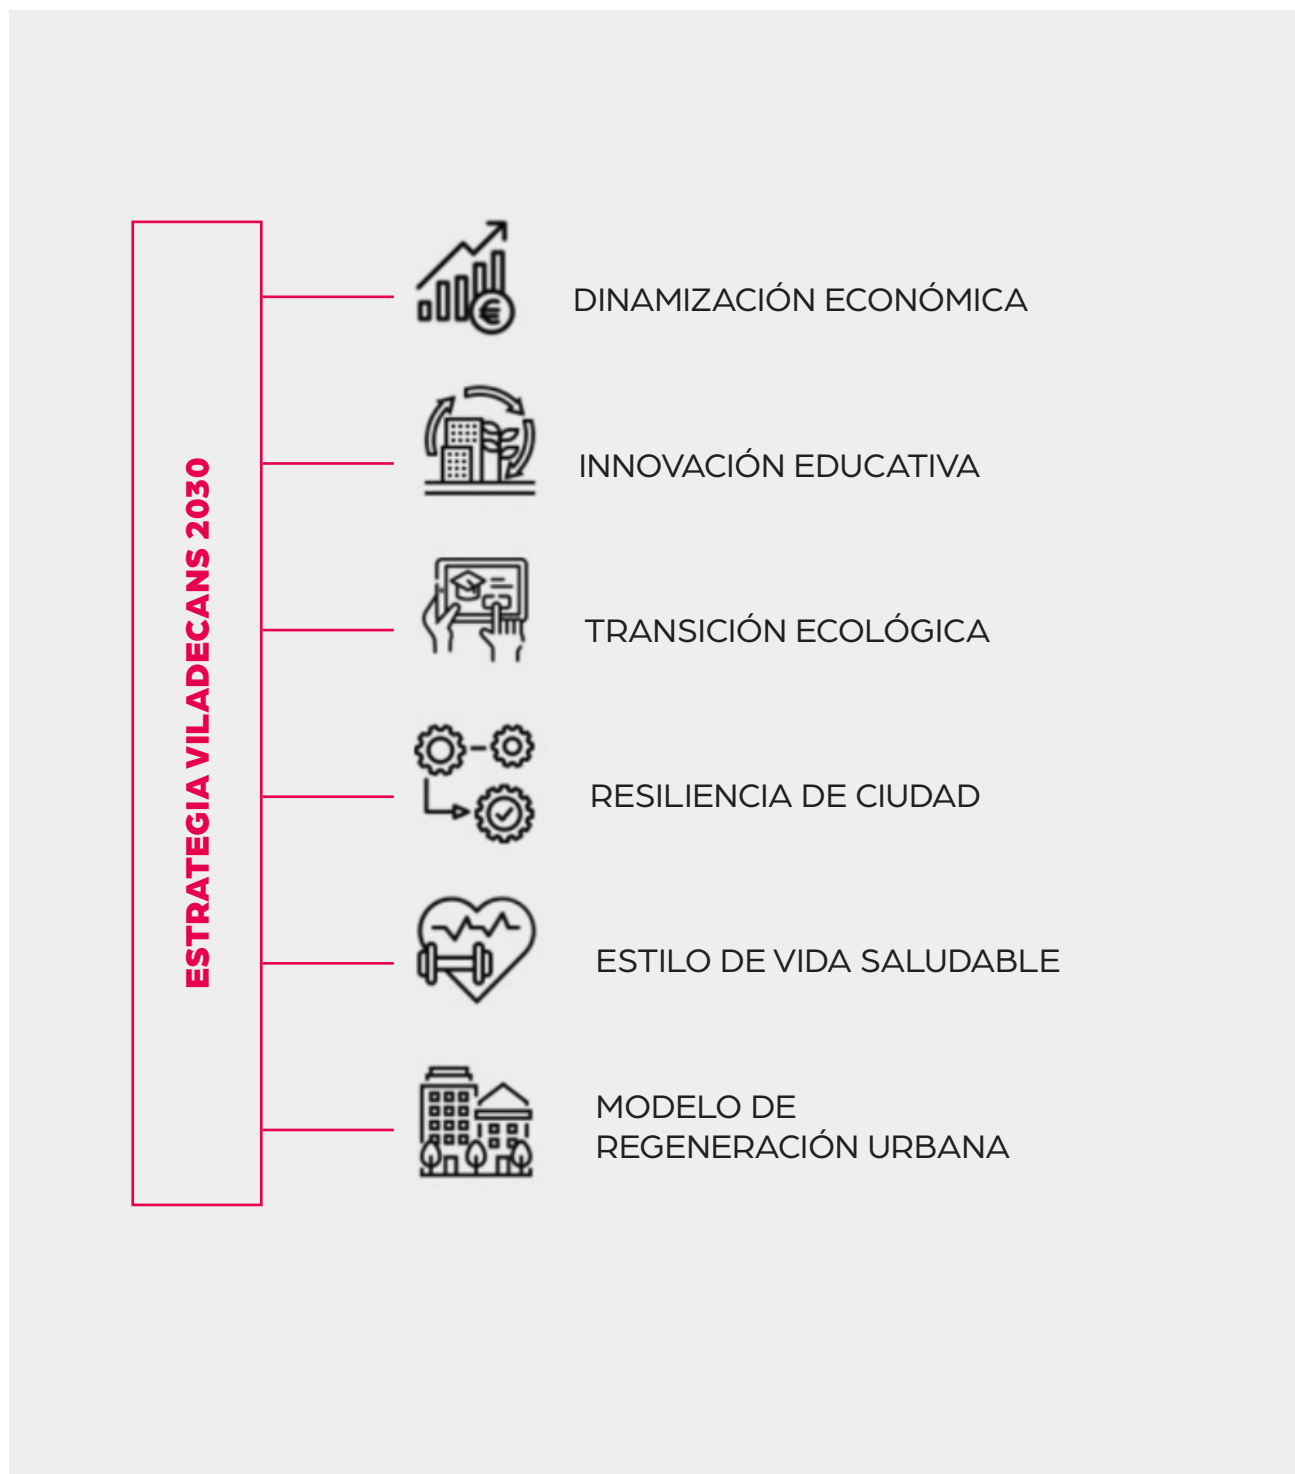 ESTRATEGIA VILADECANS 2030
DINAMIZACIÓN ECONÓMICA
INNOVACIÓN EDUCATIVA
TRANSICIÓN ECOLÓGICA
RESILIENCIA DE CIUDAD
ESTILO DE VIDA SALUDABLE
MODELO DE
REGENERACIÓN URBANA